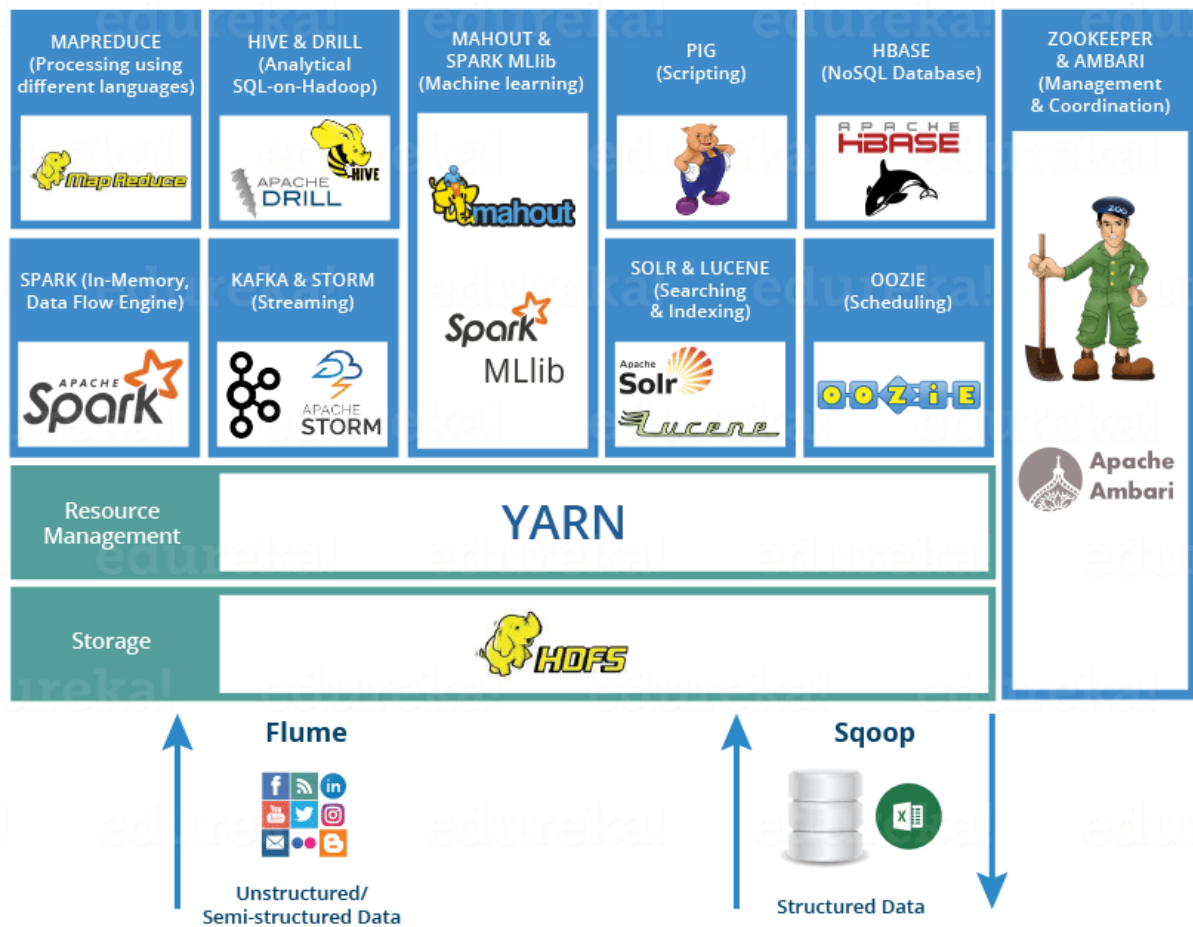 MAPREDUCE
(Processing using
different languages)
Map Reduce
HIVE & DRILL
(Analytical
SQL-on-Hadoop)
HIVE
APACHE
DRILL
MAHOUT &
SPARK MLlib
(Machine learning)
mahout
Spark
MLlib
PIG
(Scripting)
HBASE
(NoSQL Database)
APACHE
HBASE
ZOOKEEPER
& AMBARI
(Management
& Coordination)
ZOO
Apache
Ambari
SPARK (In-Memory,
Data Flow Engine)
APACHE
Spark
KAFKA & STORM
(Streaming)
APACHE
STORM
SOLR & LUCENE
(Searching
& Indexing)
Apache
Solr
Lucene
OOZIE
(Scheduling)
OOZiE
Resource
Management
YARN
Storage
HDFS
Flume
f
in
You
Tube
Unstructured/
Semi-structured Data
Sqoop
X
Structured Data
edureka!